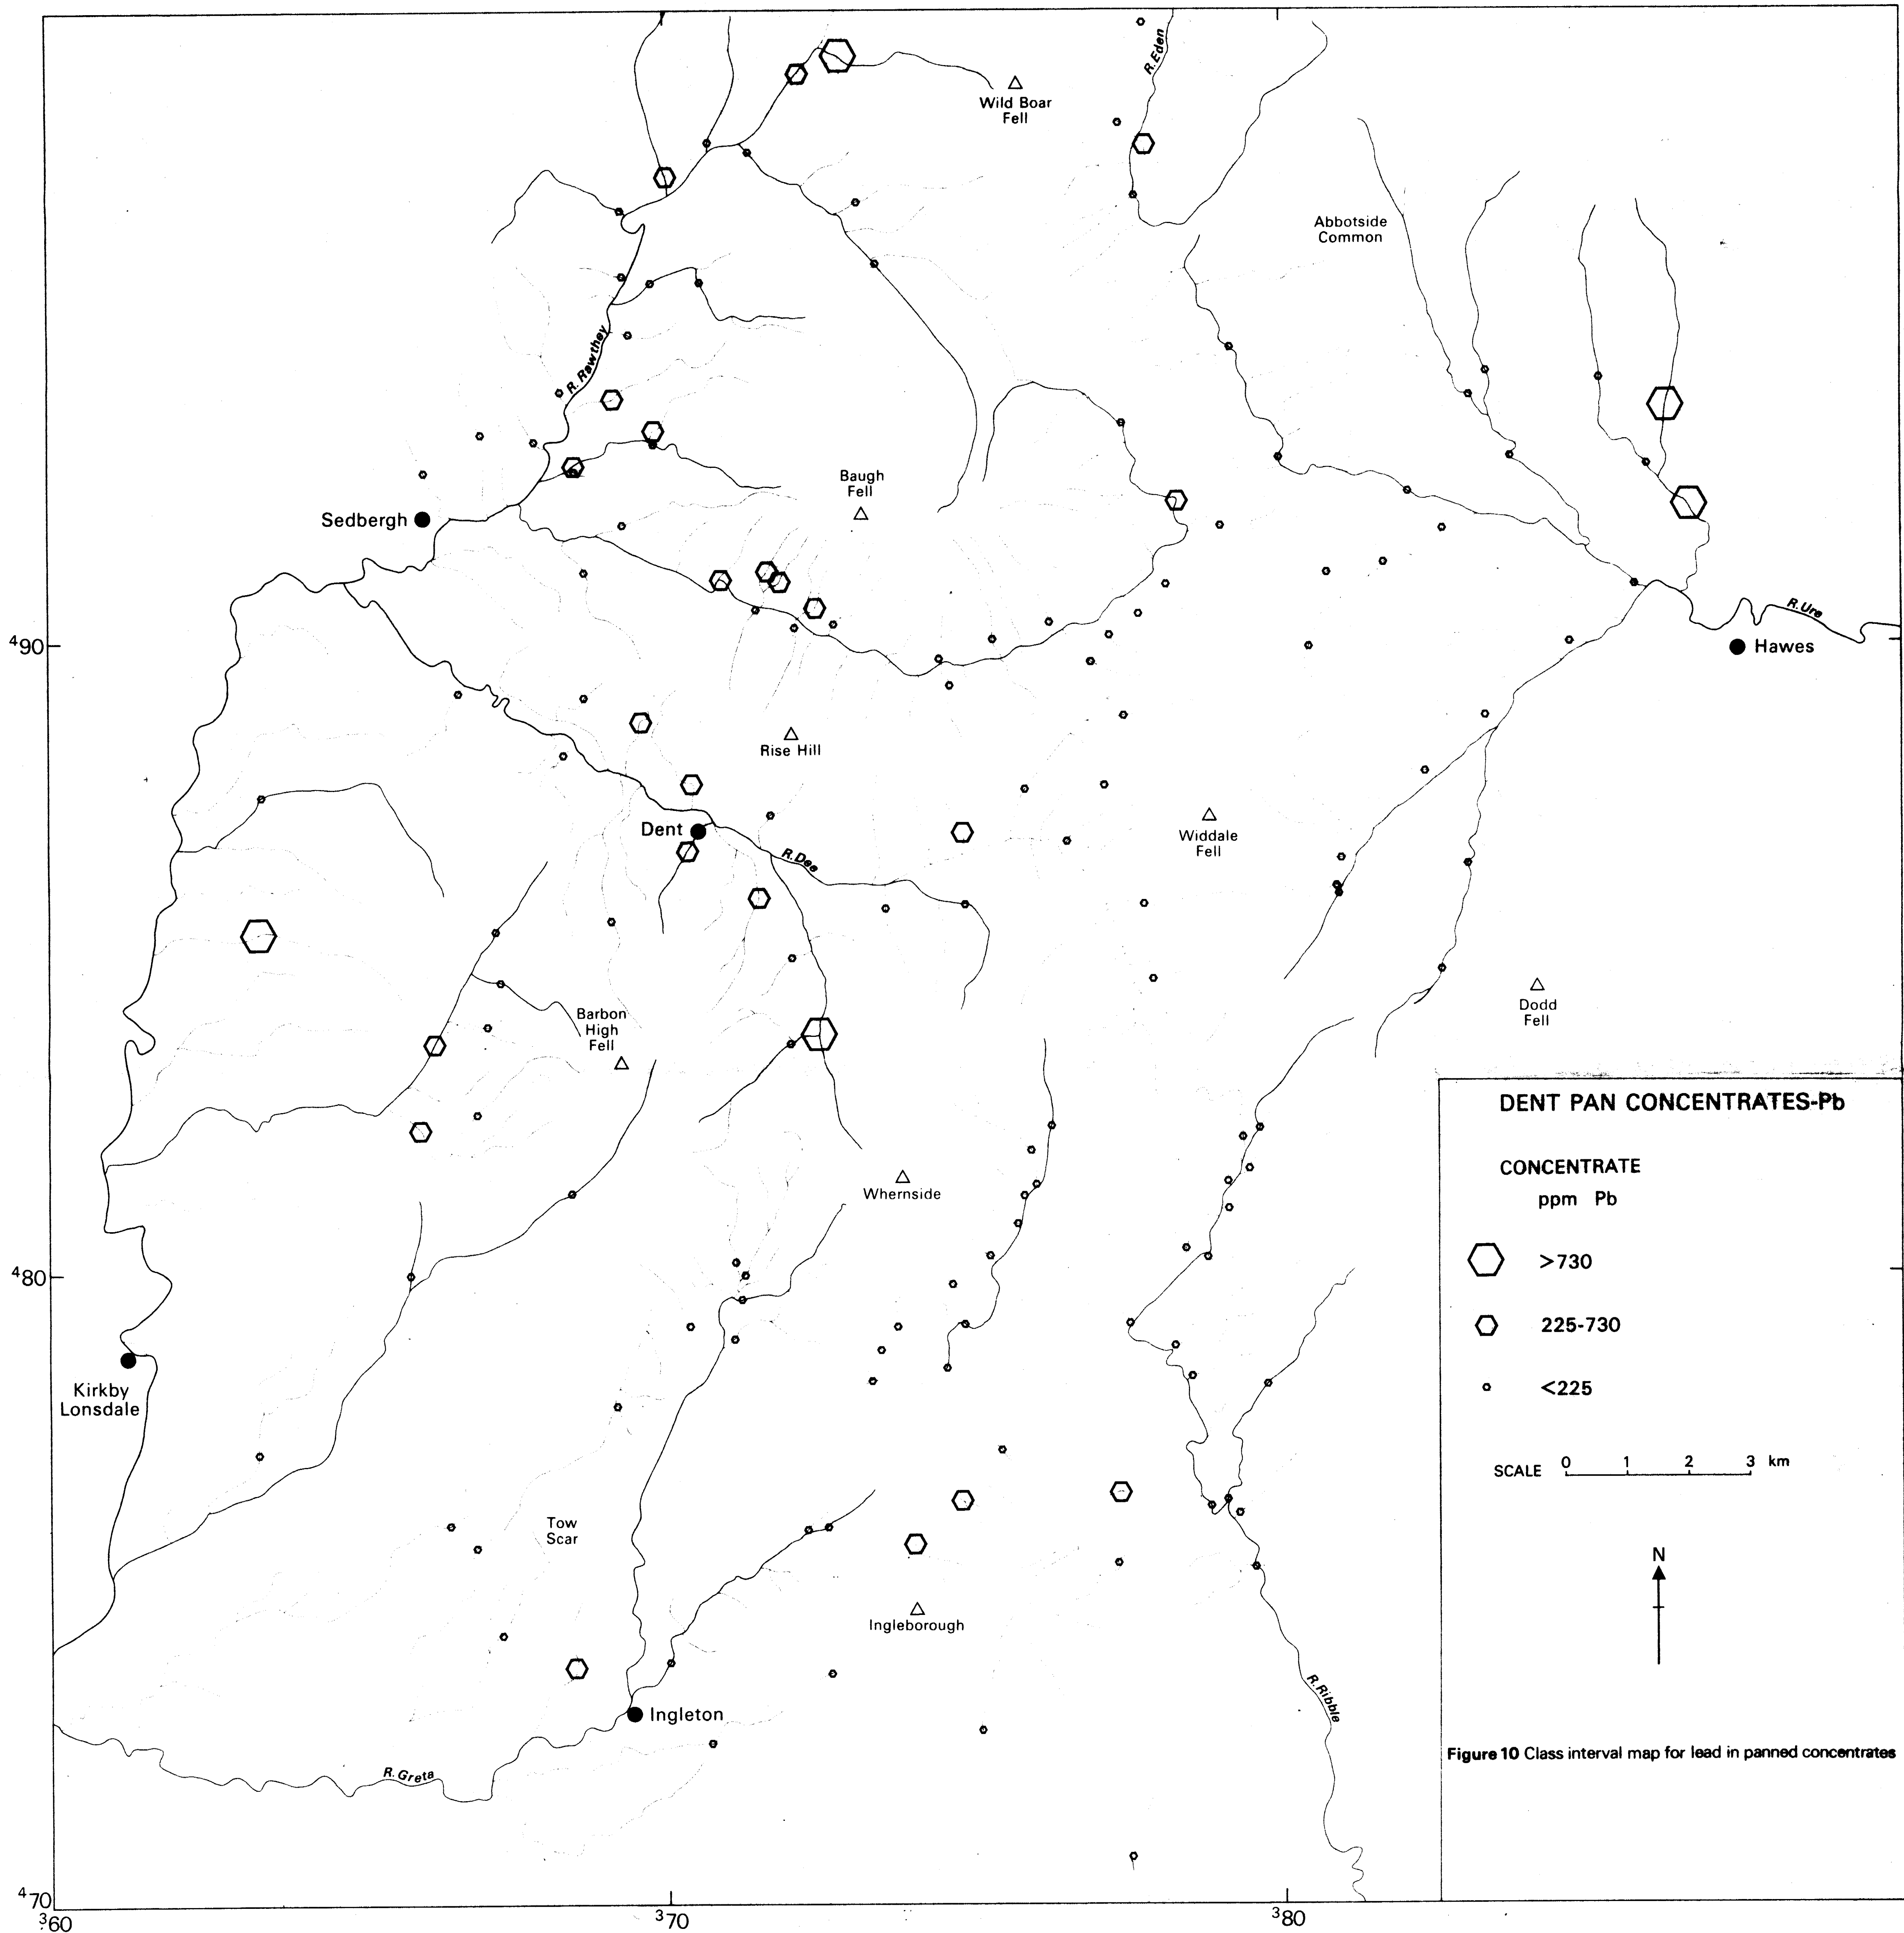 R.Eden
Wild Boar
Fell
Abbotside
Common
R. Rawthey
Baugh
Fell
Sedbergh
R.Ure
490
Hawes
Rise Hill
Dent
R.Dee
Widdale
Fell
Barbon
High
Fell
Dodd
Fell
Whernside
480
Kirkby
Lonsdale
Tow
Scar
Ingleborough
R.Ribble
Ingleton
R.Greta
470
360
370
380
DENT PAN CONCENTRATES-Pb
CONCENTRATE
ppm Pb
>730
225-730
<225
SCALE 0 1 2 3 km
N
Figure 10 Class interval map for lead in panned concentrates